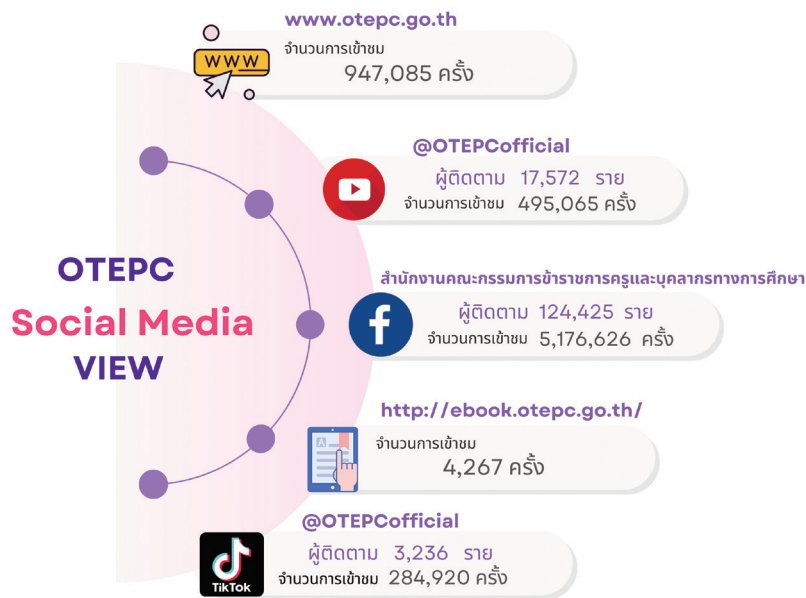 www.otepc.go.th
WWW
จำนวนการเข้าชม
947,085 ครั้ง
@OTEPCofficial
ผู้ติดตาม 17,572 ราย
จำนวนการเข้าชม 495,065 ครั้ง
OTEPC
Social Media
VIEW
สำนักงานคณะกรรมการข้าราชการครูและบุคลากรทางการศึกษา
ผู้ติดตาม 124,425 ราย
จำนวนการเข้าชม 5,176,626 ครั้ง
http://ebook.otepc.go.th/
A
จำนวนการเข้าชม
4,267 ครั้ง
@OTEPCofficial
ผู้ติดตาม 3,236 ราย
จำนวนการเข้าชม 284,920 ครั้ง
TikTok